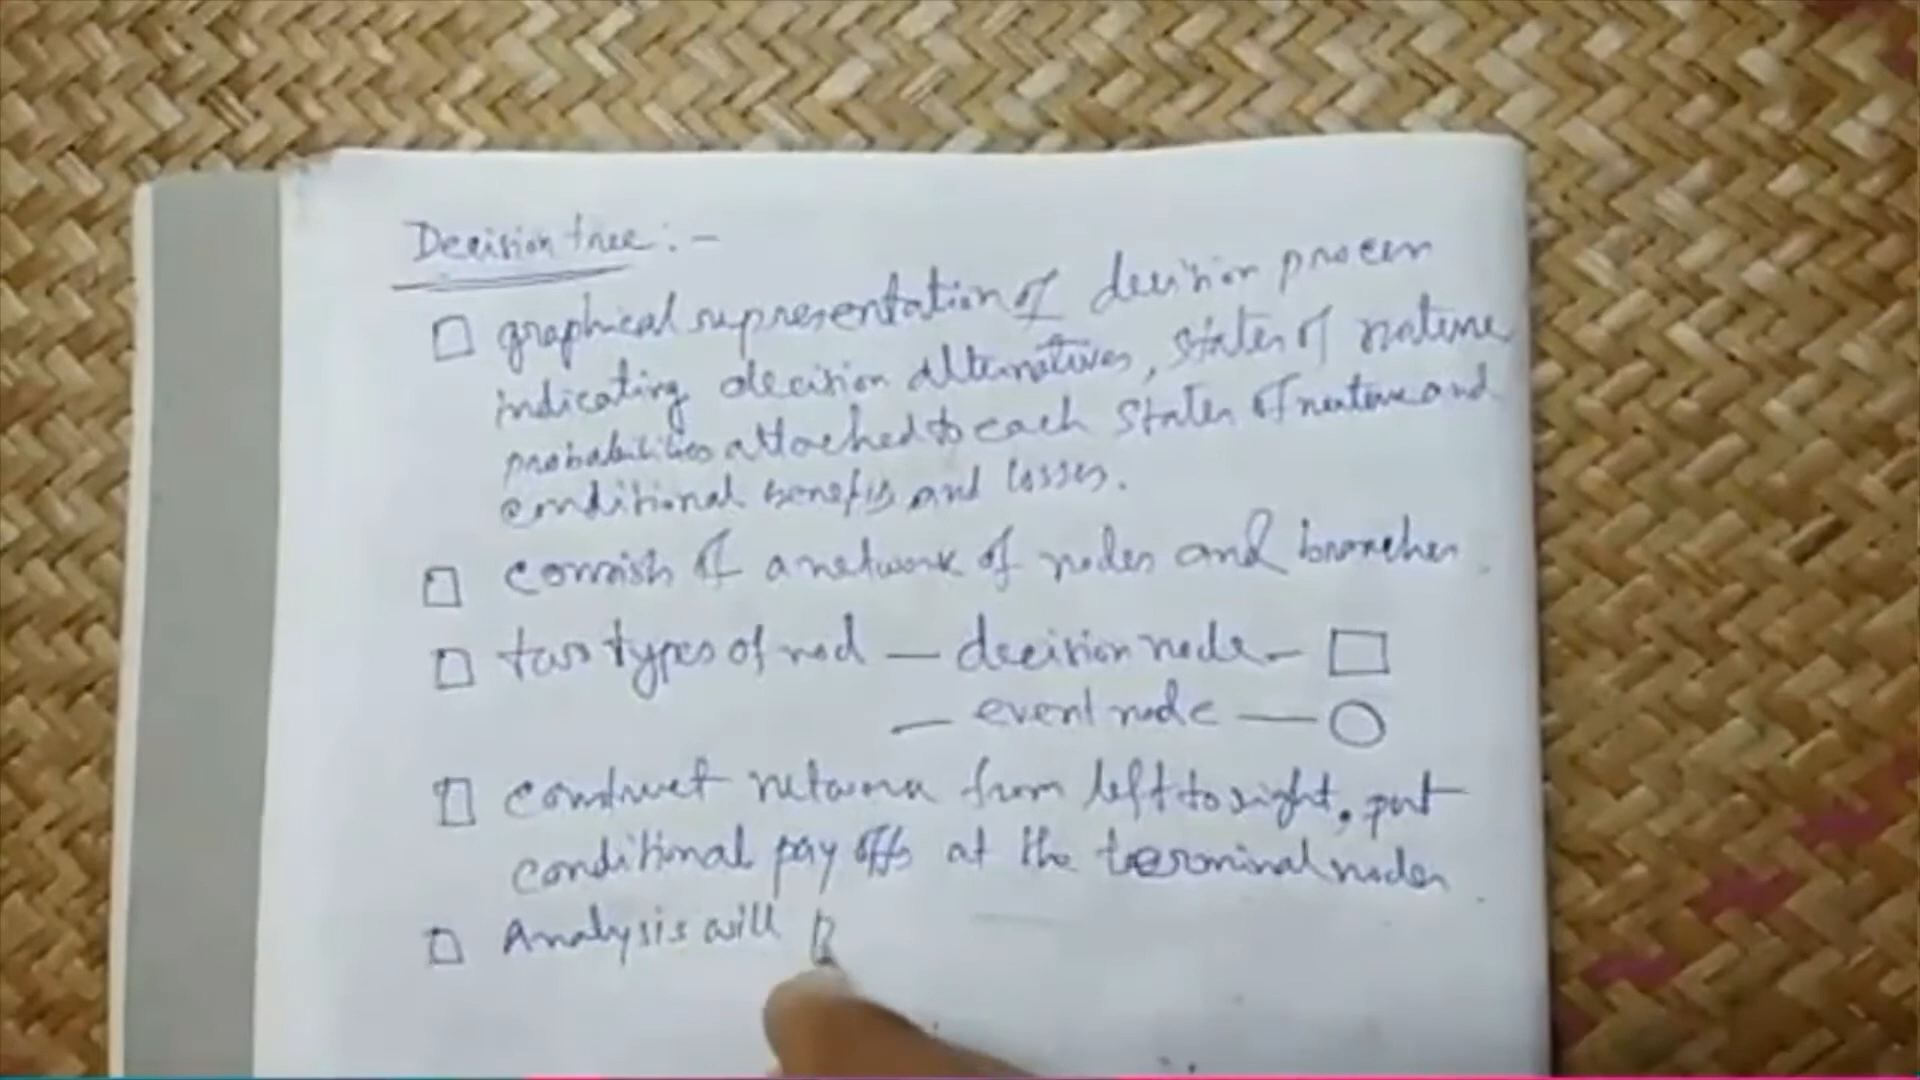 Decision tree :-
□ graphical representation of decision process
indicating decision alternatives, states of nature
probabilities attached to each states of nature and
conditional benefits and losses.
□ consists of a network of nodes and branches.
□ two types of nod — decision node - □
— event node — ○
□ construct network from left to right. put
conditional pay offs at the terminal nodes.
□ Analysis will